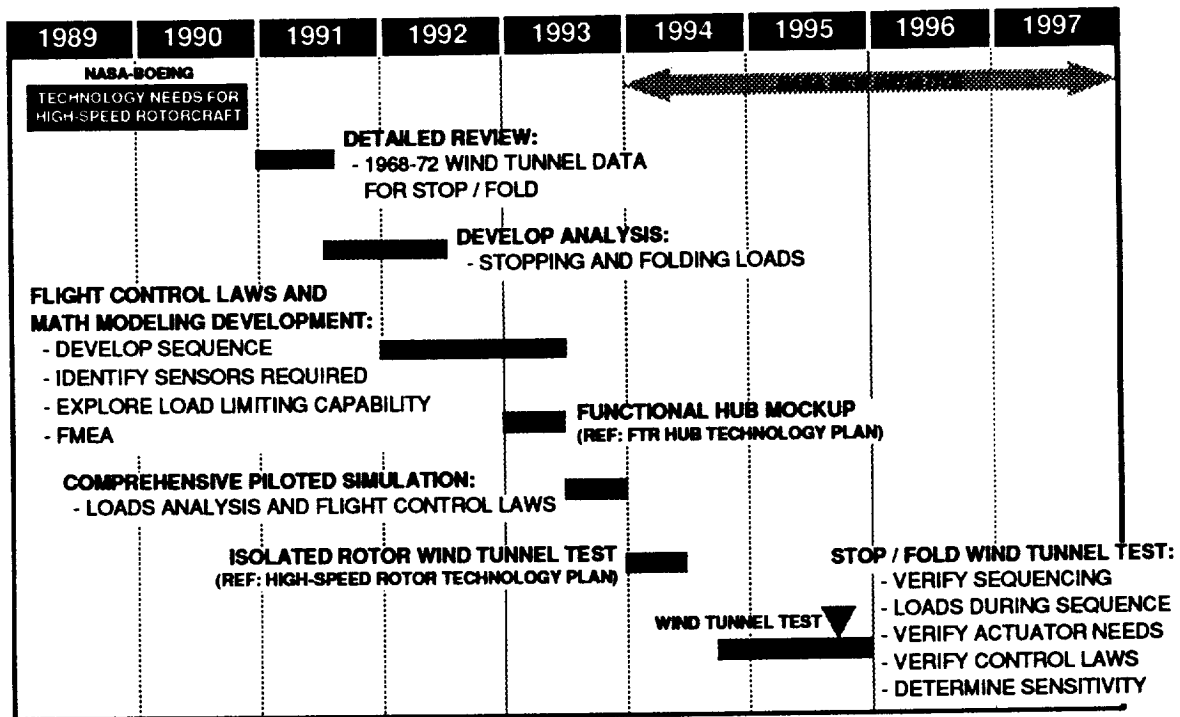 1989 1990 1991 1992 1993 1994 1995 1996 1997
NASA-BOEING
TECHNOLOGY NEEDS FOR
HIGH-SPEED ROTORCRAFT
DETAILED REVIEW:
- 1968-72 WIND TUNNEL DATA
FOR STOP / FOLD
DEVELOP ANALYSIS:
- STOPPING AND FOLDING LOADS
FLIGHT CONTROL LAWS AND
MATH MODELING DEVELOPMENT:
- DEVELOP SEQUENCE
- IDENTIFY SENSORS REQUIRED
- EXPLORE LOAD LIMITING CAPABILITY
- FMEA
FUNCTIONAL HUB MOCKUP
(REF: FTR HUB TECHNOLOGY PLAN)
COMPREHENSIVE PILOTED SIMULATION:
- LOADS ANALYSIS AND FLIGHT CONTROL LAWS
ISOLATED ROTOR WIND TUNNEL TEST
(REF: HIGH-SPEED ROTOR TECHNOLOGY PLAN)
WIND TUNNEL TEST
STOP / FOLD WIND TUNNEL TEST:
- VERIFY SEQUENCING
- LOADS DURING SEQUENCE
- VERIFY ACTUATOR NEEDS
- VERIFY CONTROL LAWS
- DETERMINE SENSITIVITY